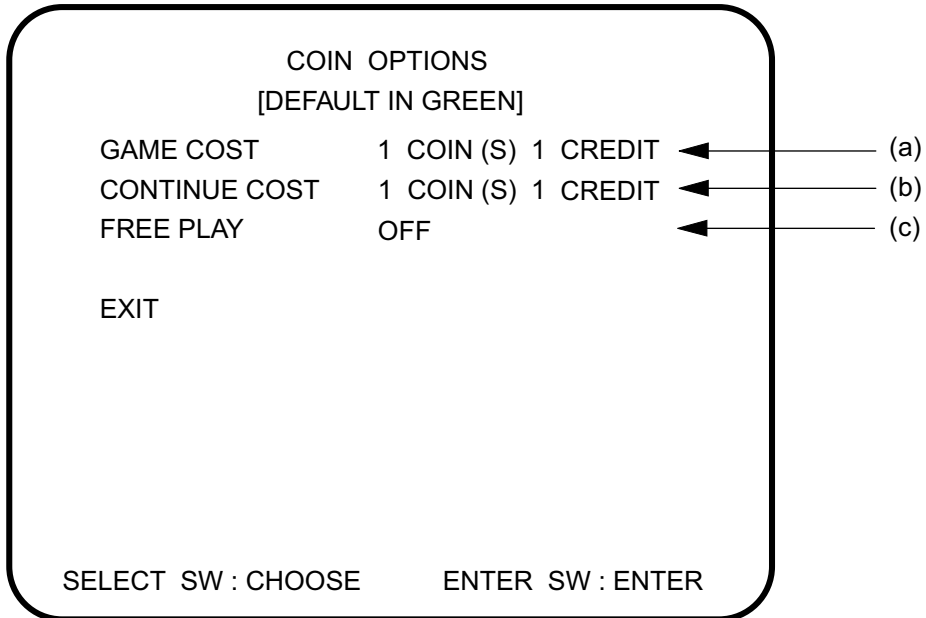 COIN OPTIONS
[DEFAULT IN GREEN]
GAME COST 1 COIN (S) 1 CREDIT (a)
CONTINUE COST 1 COIN (S) 1 CREDIT (b)
FREE PLAY OFF (c)
EXIT
SELECT SW : CHOOSE ENTER SW : ENTER